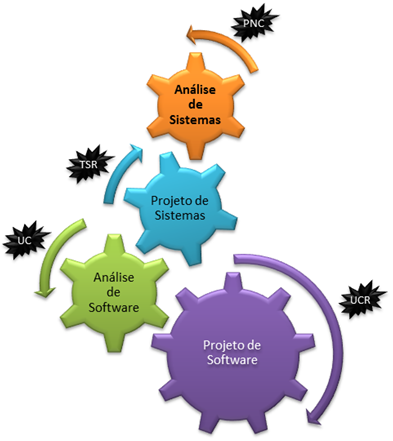 PNC
Análise
de
Sistemas
TSR
Projeto de
Sistemas
UC
Análise
de
Software
UCR
Projeto de
Software